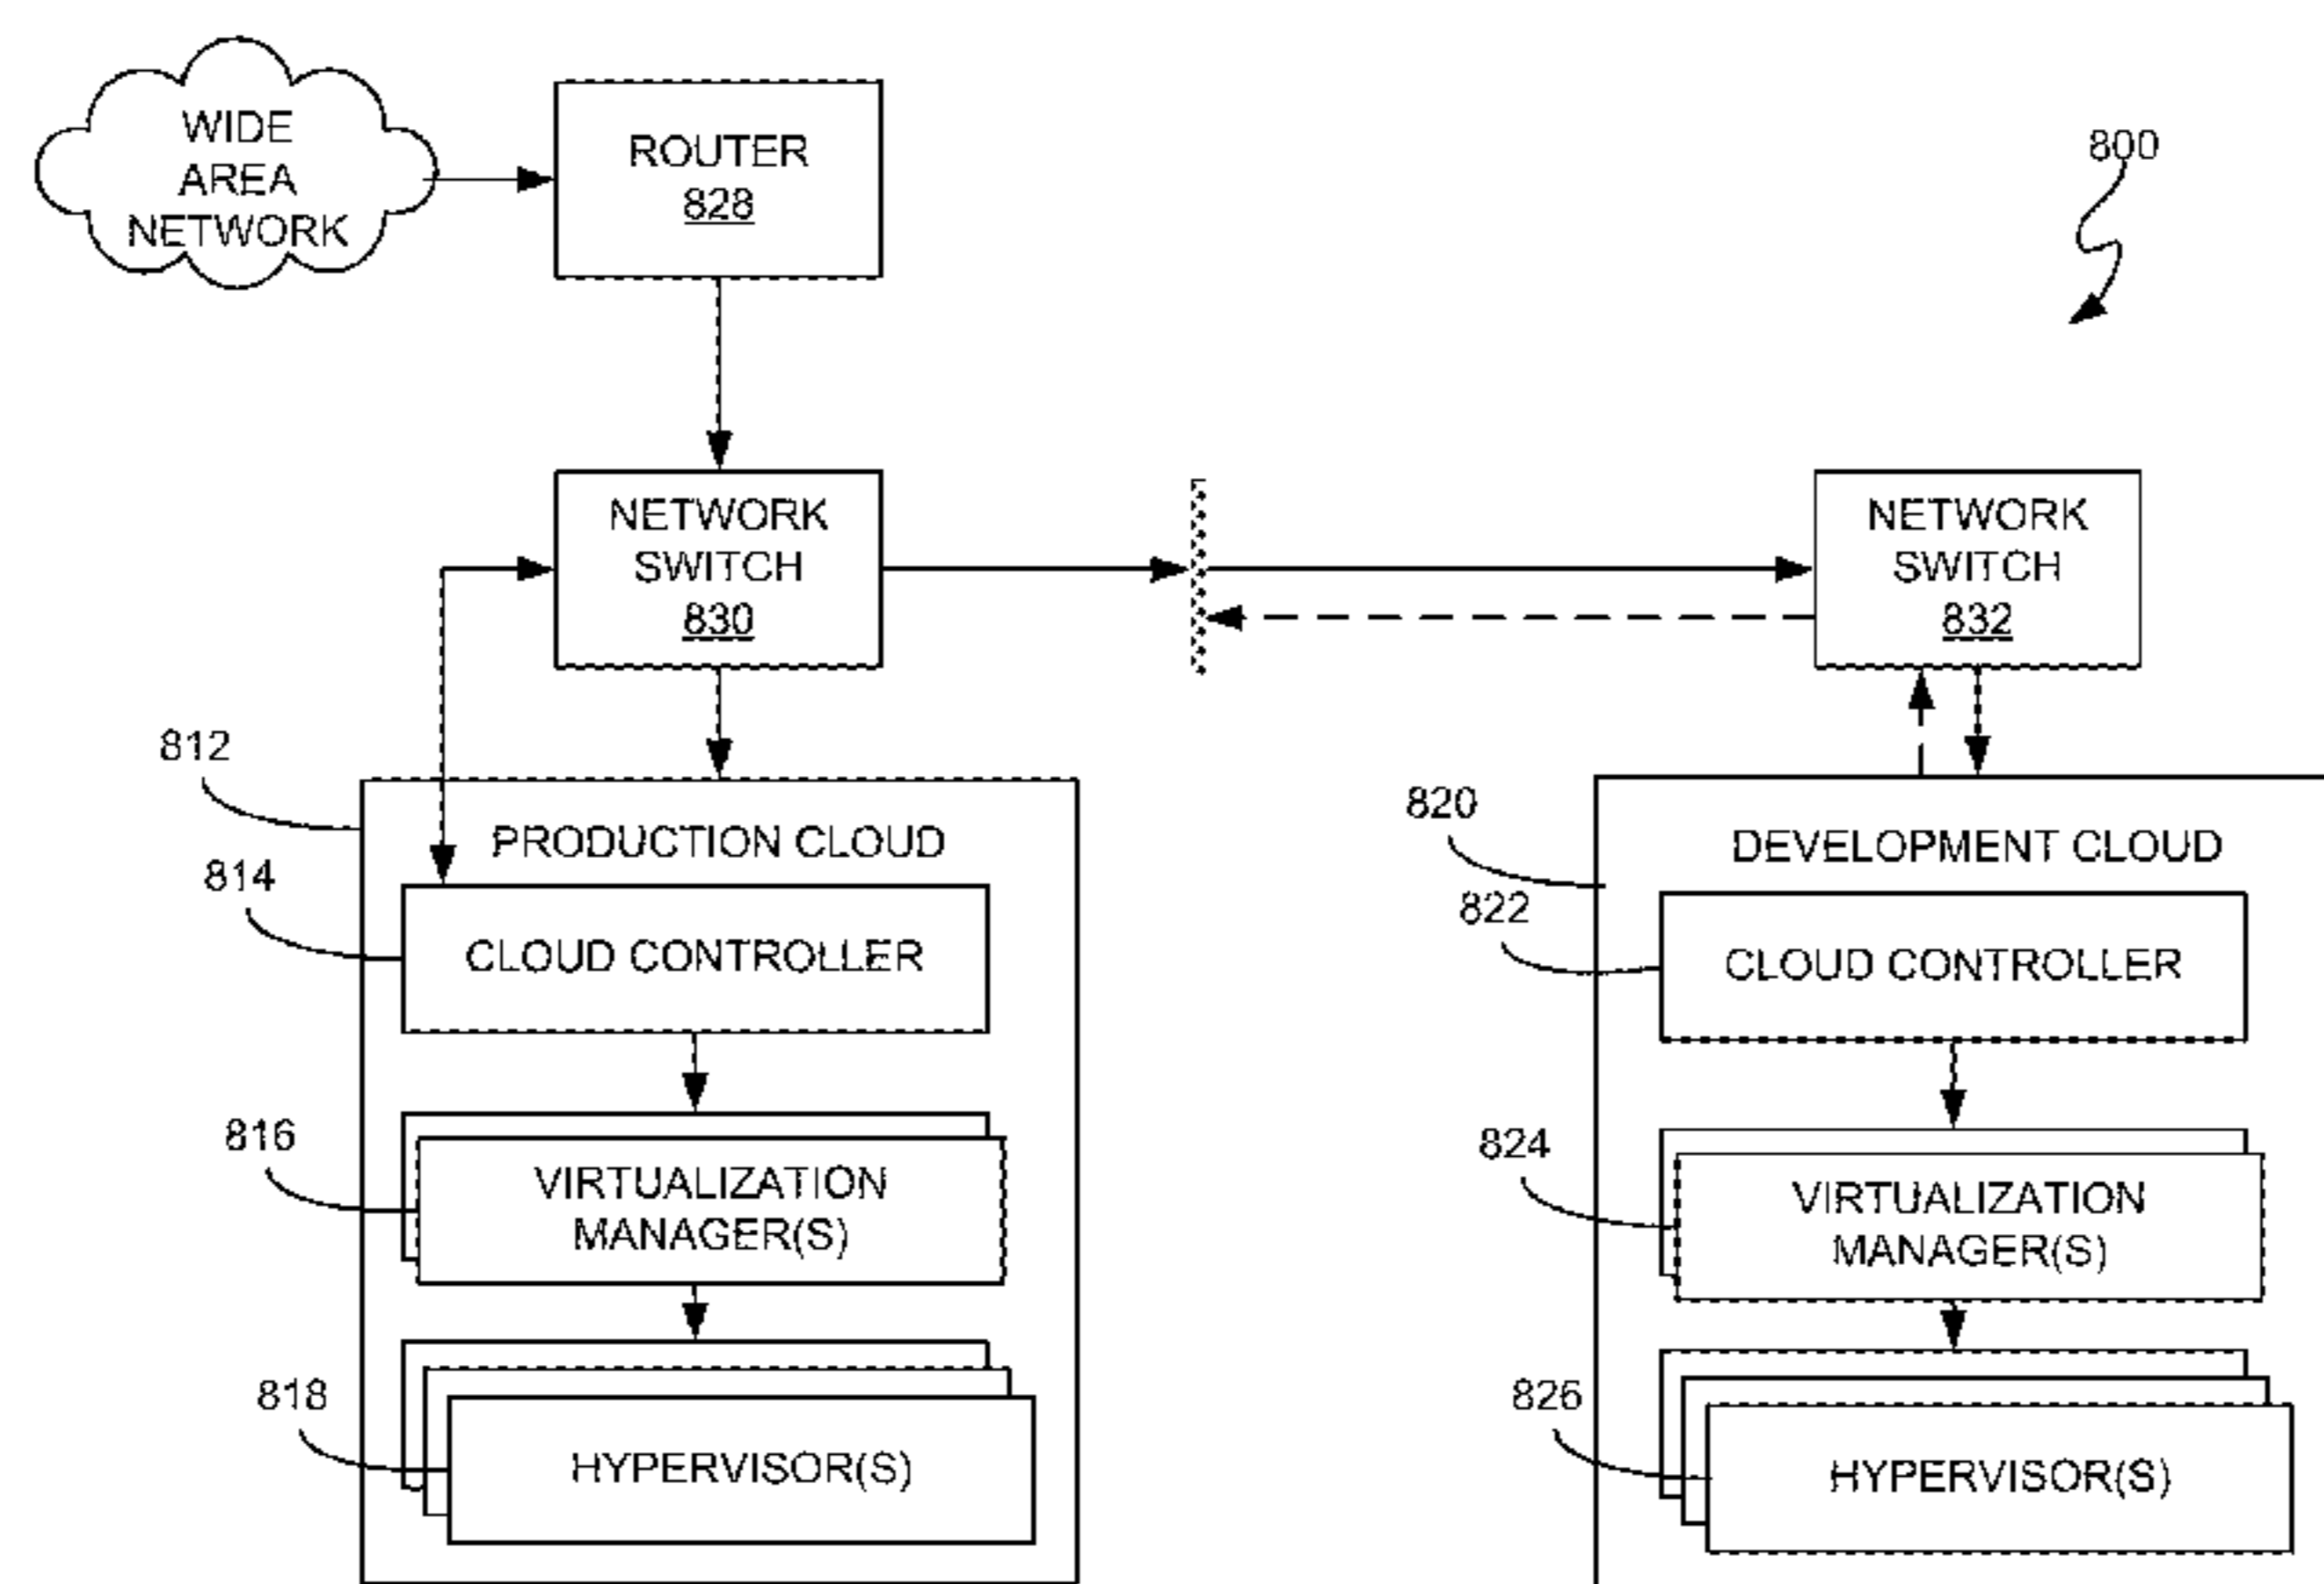 WIDE
AREA
NETWORK
ROUTER
828
800
NETWORK
SWITCH
830
NETWORK
SWITCH
832
812
PRODUCTION CLOUD
814
CLOUD CONTROLLER
816
VIRTUALIZATION
MANAGER(S)
818
HYPERVISOR(S)
820
DEVELOPMENT CLOUD
822
CLOUD CONTROLLER
824
VIRTUALIZATION
MANAGER(S)
826
HYPERVISOR(S)